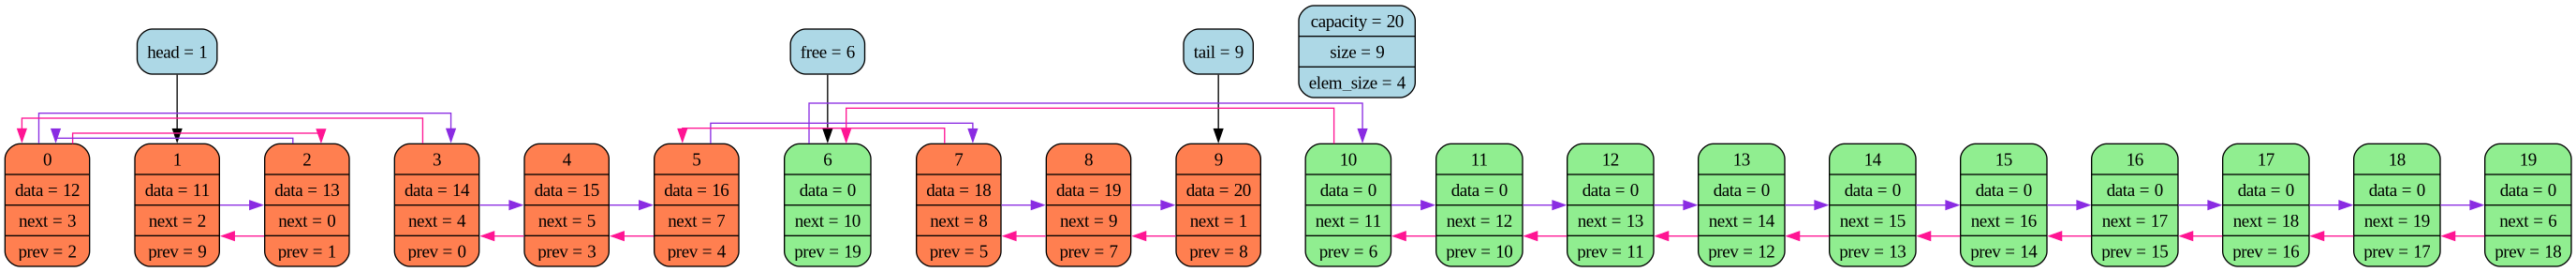 head = 1
free = 6
tail = 9
capacity = 20
size = 9
elem_size = 4
0
data = 12
next = 3
prev = 2
1
data = 11
next = 2
prev = 9
2
data = 13
next = 0
prev = 1
3
data = 14
next = 4
prev = 0
4
data = 15
next = 5
prev = 3
5
data = 16
next = 7
prev = 4
6
data = 0
next = 10
prev = 19
7
data = 18
next = 8
prev = 5
8
data = 19
next = 9
prev = 7
9
data = 20
next = 1
prev = 8
10
data = 0
next = 11
prev = 6
11
data = 0
next = 12
prev = 10
12
data = 0
next = 13
prev = 11
13
data = 0
next = 14
prev = 12
14
data = 0
next = 15
prev = 13
15
data = 0
next = 16
prev = 14
16
data = 0
next = 17
prev = 15
17
data = 0
next = 18
prev = 16
18
data = 0
next = 19
prev = 17
19
data = 0
next = 6
prev = 18